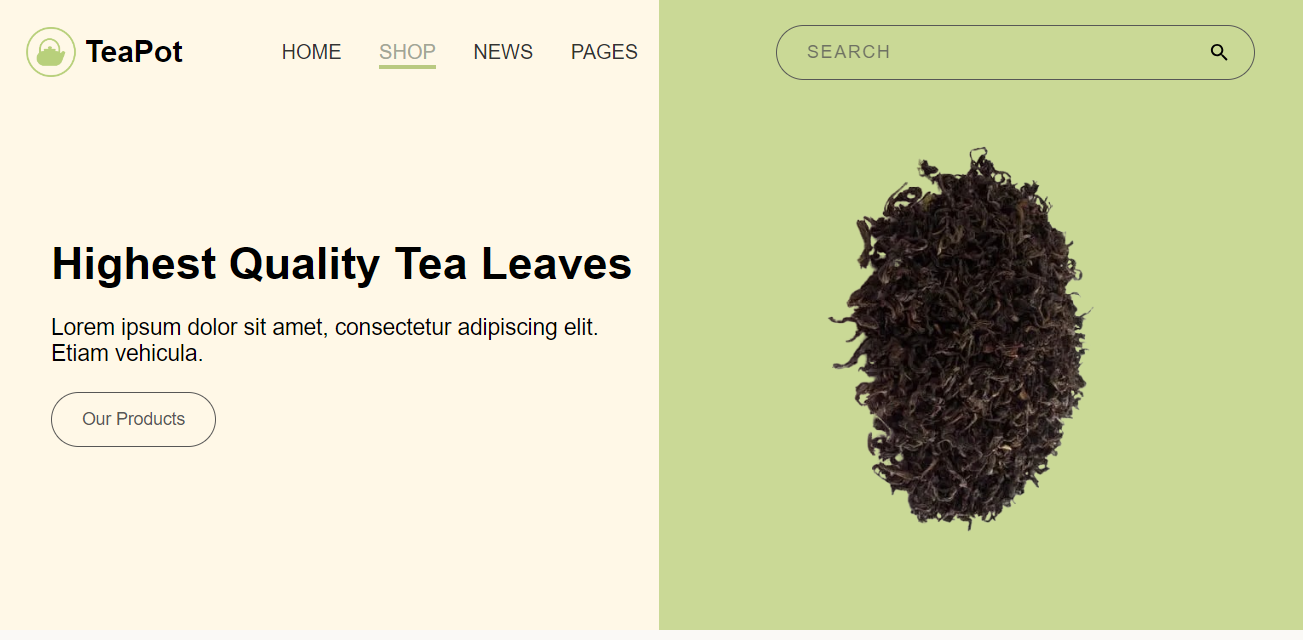 TeaPot
HOME SHOP NEWS PAGES
SEARCH
Highest Quality Tea Leaves
Lorem ipsum dolor sit amet, consectetur adipiscing elit.
Etiam vehicula.
Our Products